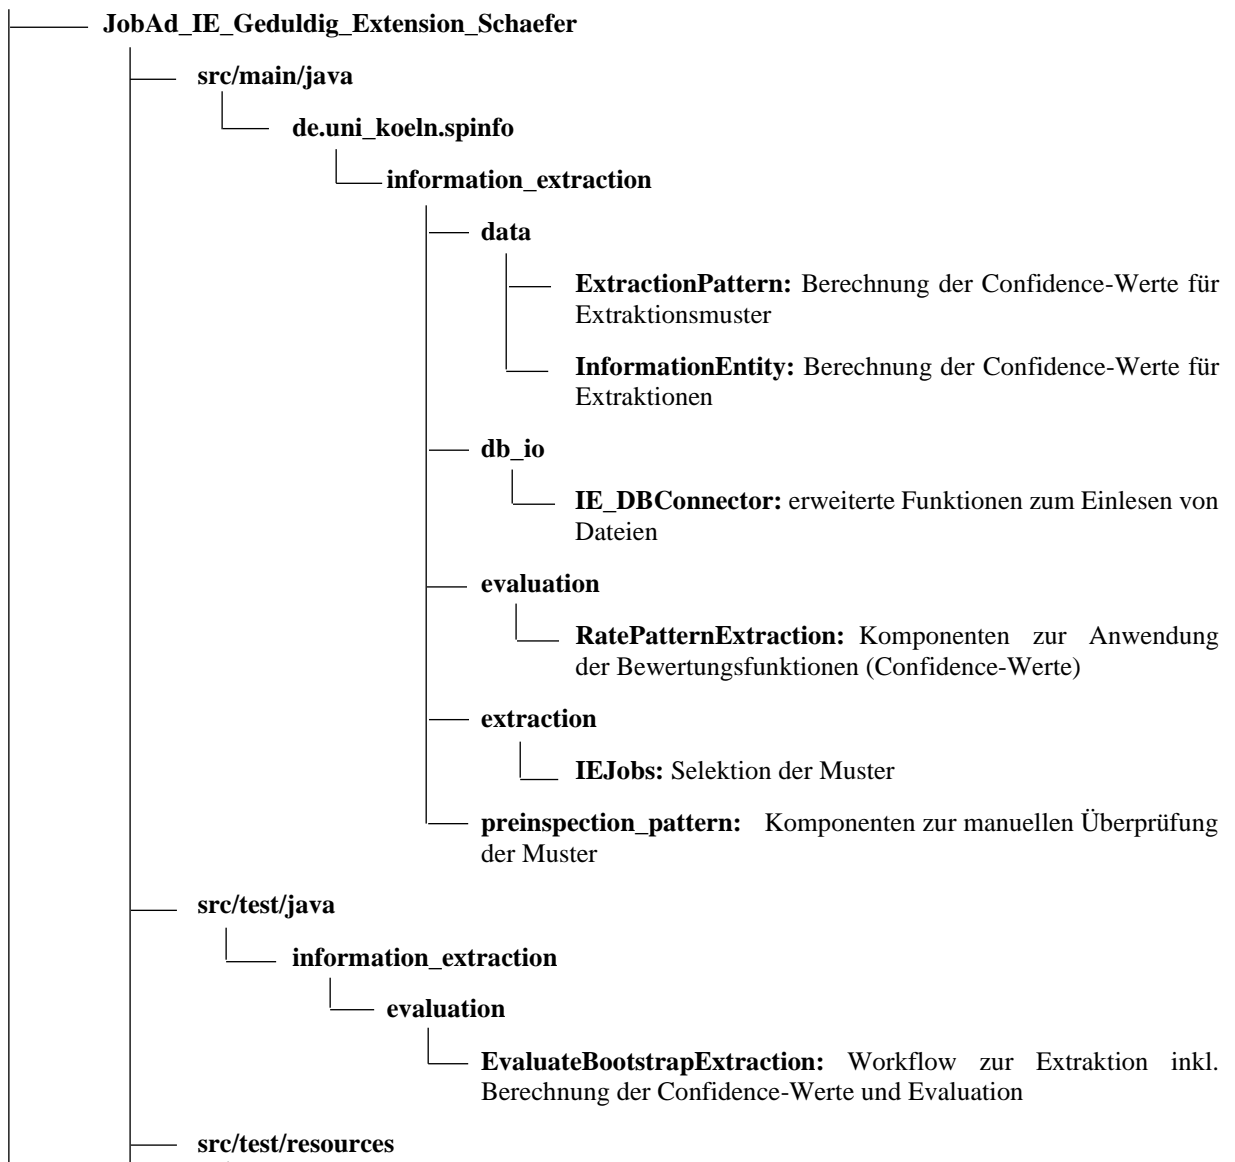 JobAd_IE_Geduldig_Extension_Schaefer
src/main/java
de.uni_koeln.spinfo
information_extraction
data
ExtractionPattern: Berechnung der Confidence-Werte für
Extraktionsmuster
InformationEntity: Berechnung der Confidence-Werte für
Extraktionen
db_io
IE_DBConnector: erweiterte Funktionen zum Einlesen von
Dateien
evaluation
RatePatternExtraction: Komponenten zur Anwendung
der Bewertungsfunktionen (Confidence-Werte)
extraction
IEJobs: Selektion der Muster
preinspection_pattern: Komponenten zur manuellen Überprüfung
der Muster
src/test/java
information_extraction
evaluation
EvaluateBootstrapExtraction: Workflow zur Extraktion inkl.
Berechnung der Confidence-Werte und Evaluation
src/test/resources